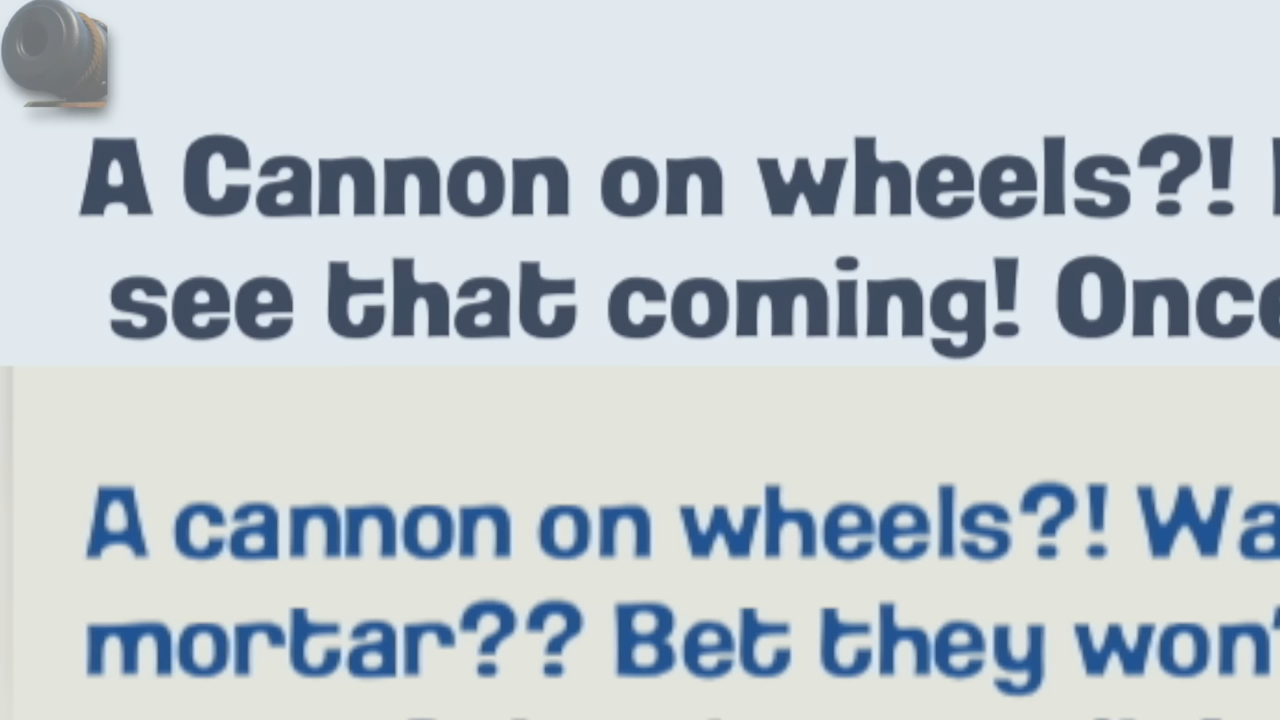 A Cannon on wheels?!
see that coming! Once
A cannon on wheels?! Wa
mortar?? Bet they won'